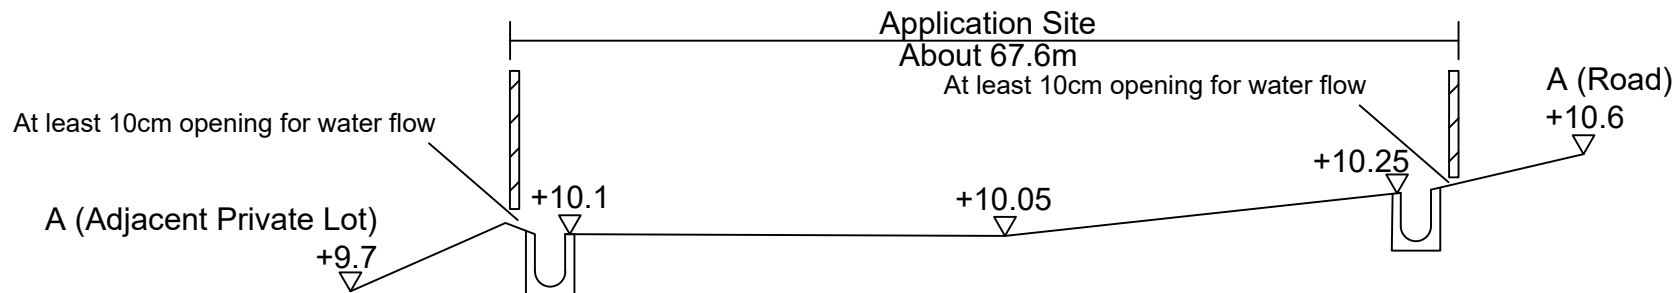 Application Site
About 67.6m
At least 10cm opening for water flow
A (Road)
+10.6
At least 10cm opening for water flow
+10.25
+10.1
+10.05
A (Adjacent Private Lot)
+9.7